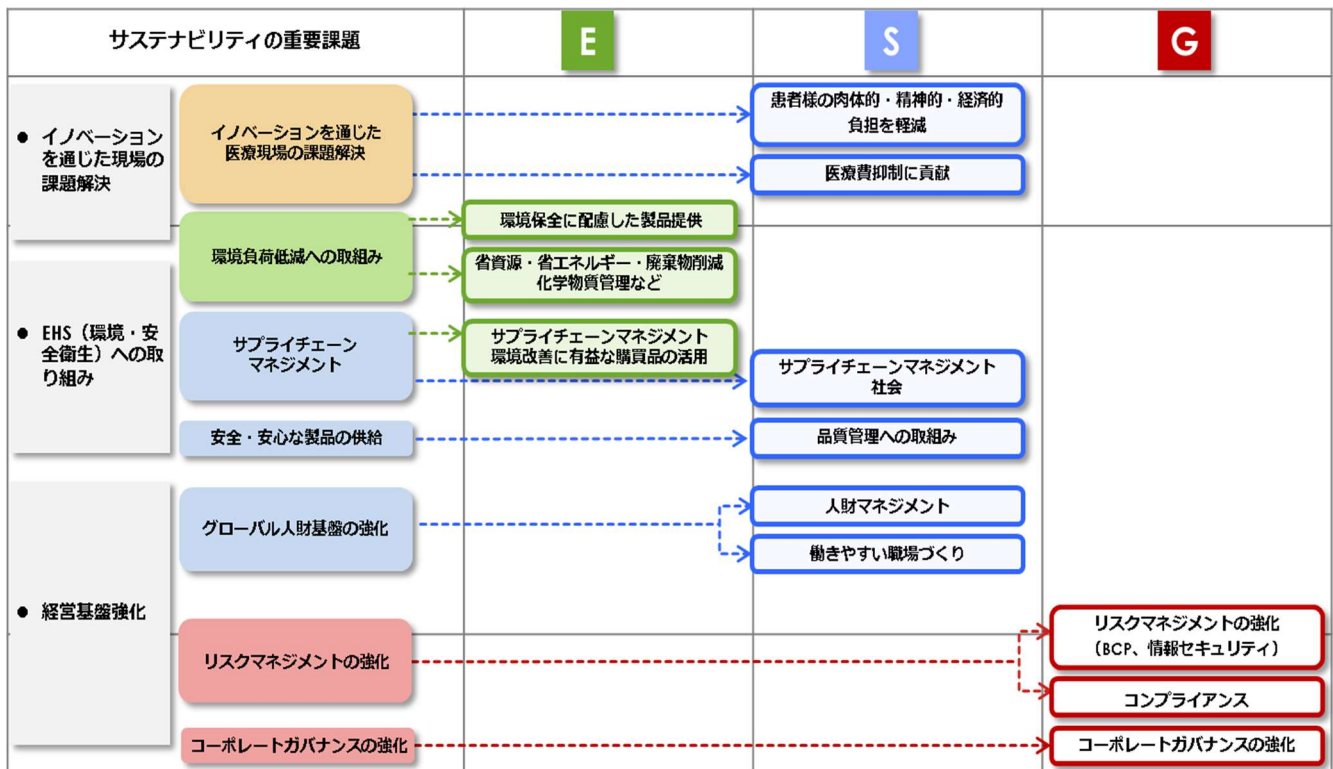 サステナビリティの重要課題
E
S
G
● イノベーション
を通じた現場の
課題解決
イノベーションを通じた
医療現場の課題解決
患者様の肉体的・精神的・経済的
負担を軽減
医療費抑制に貢献
環境負荷低減への取組み
環境保全に配慮した製品提供
省資源・省エネルギー・廃棄物削減
化学物質管理など
● EHS（環境・安
全衛生）への取
り組み
サプライチェーン
マネジメント
サプライチェーンマネジメント
環境改善に有益な購買品の活用
サプライチェーンマネジメント
社会
安全・安心な製品の供給
品質管理への取組み
● 経営基盤強化
グローバル人財基盤の強化
人財マネジメント
働きやすい職場づくり
リスクマネジメントの強化
リスクマネジメントの強化
（BCP、情報セキュリティ）
コンプライアンス
コーポレートガバナンスの強化
コーポレートガバナンスの強化